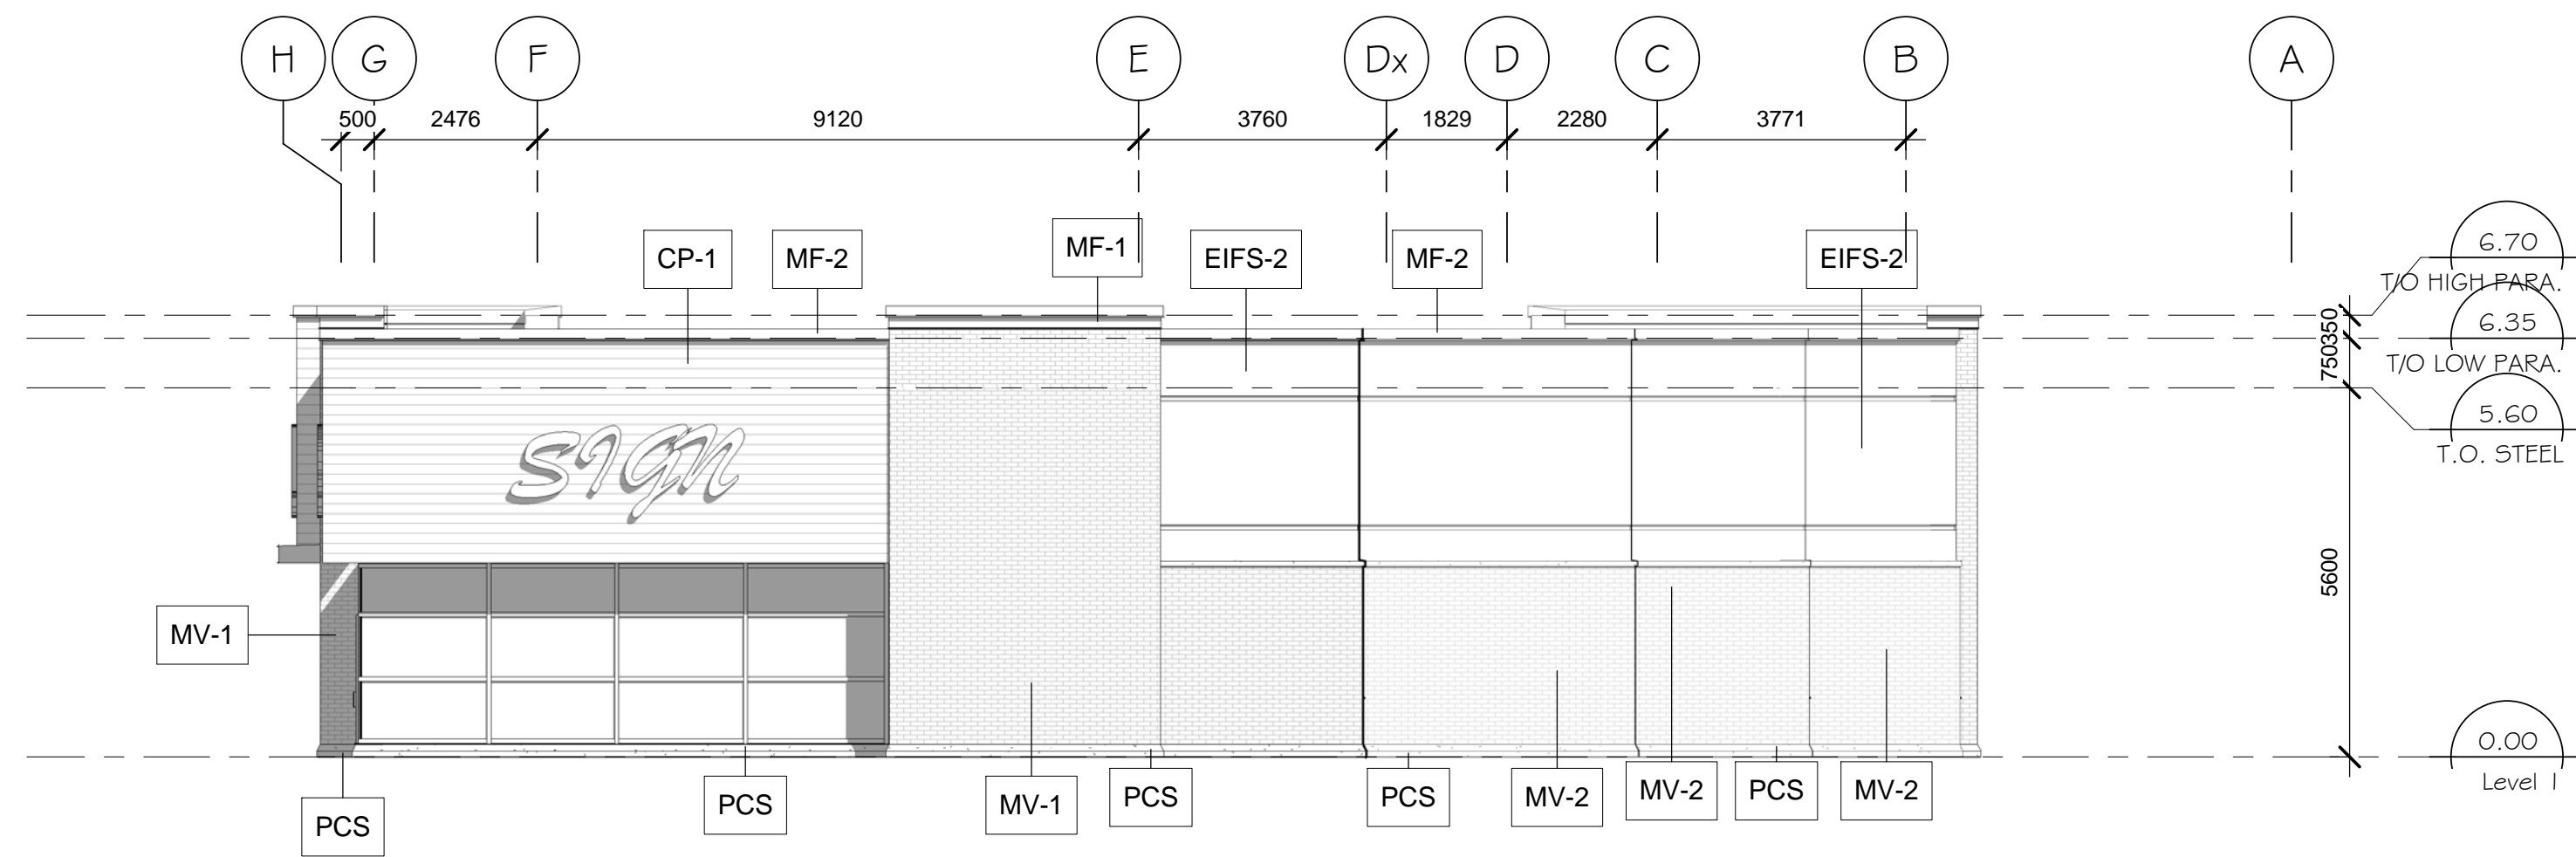 H G F E Dx D C B A
500 2476 9120 3760 1829 2280 3771
CP-1 MF-2 MF-1 EIFS-2 MF-2 EIFS-2
6.70
T/O HIGH PARA.
350
6.35
T/O LOW PARA.
750
5.60
T.O. STEEL
SIGN
5600
MV-1
0.00
Level 1
PCS PCS MV-1 PCS PCS MV-2 MV-2 PCS MV-2